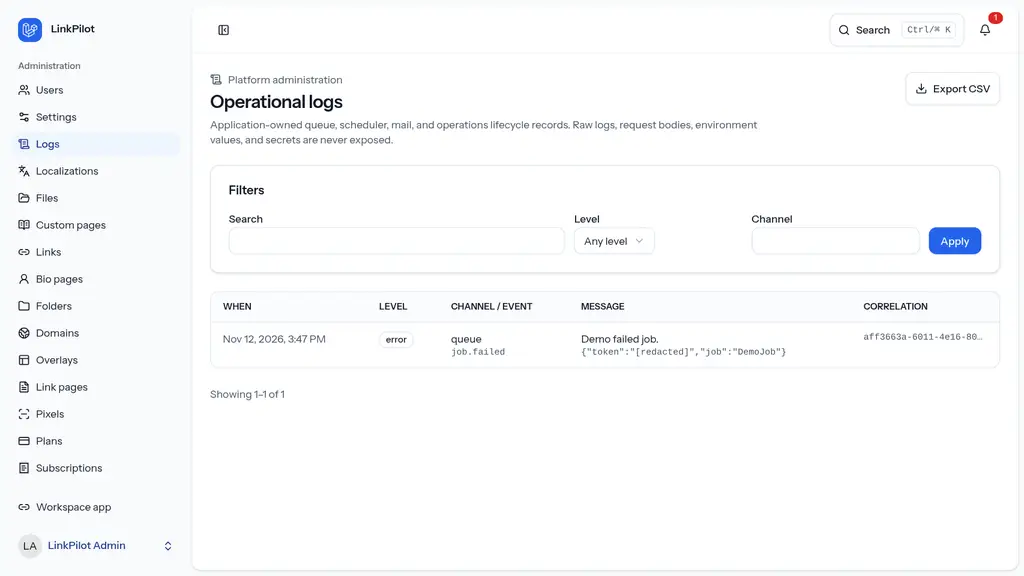 LinkPilot
Administration
Users
Settings
Logs
Localizations
Files
Custom pages
Links
Bio pages
Folders
Domains
Overlays
Link pages
Pixels
Plans
Subscriptions
Workspace app
LA LinkPilot Admin
Search Ctrl/⌘ K
1
Platform administration
Operational logs
Application-owned queue, scheduler, mail, and operations lifecycle records. Raw logs, request bodies, environment
values, and secrets are never exposed.
Export CSV
Filters
Search Level Channel
Any level Apply
WHEN LEVEL CHANNEL / EVENT MESSAGE CORRELATION
Nov 12, 2026, 3:47 PM error queue Demo failed job. aff3663a-6011-4e16-80…
job.failed {"token":"[redacted]","job":"DemoJob"}
Showing 1–1 of 1